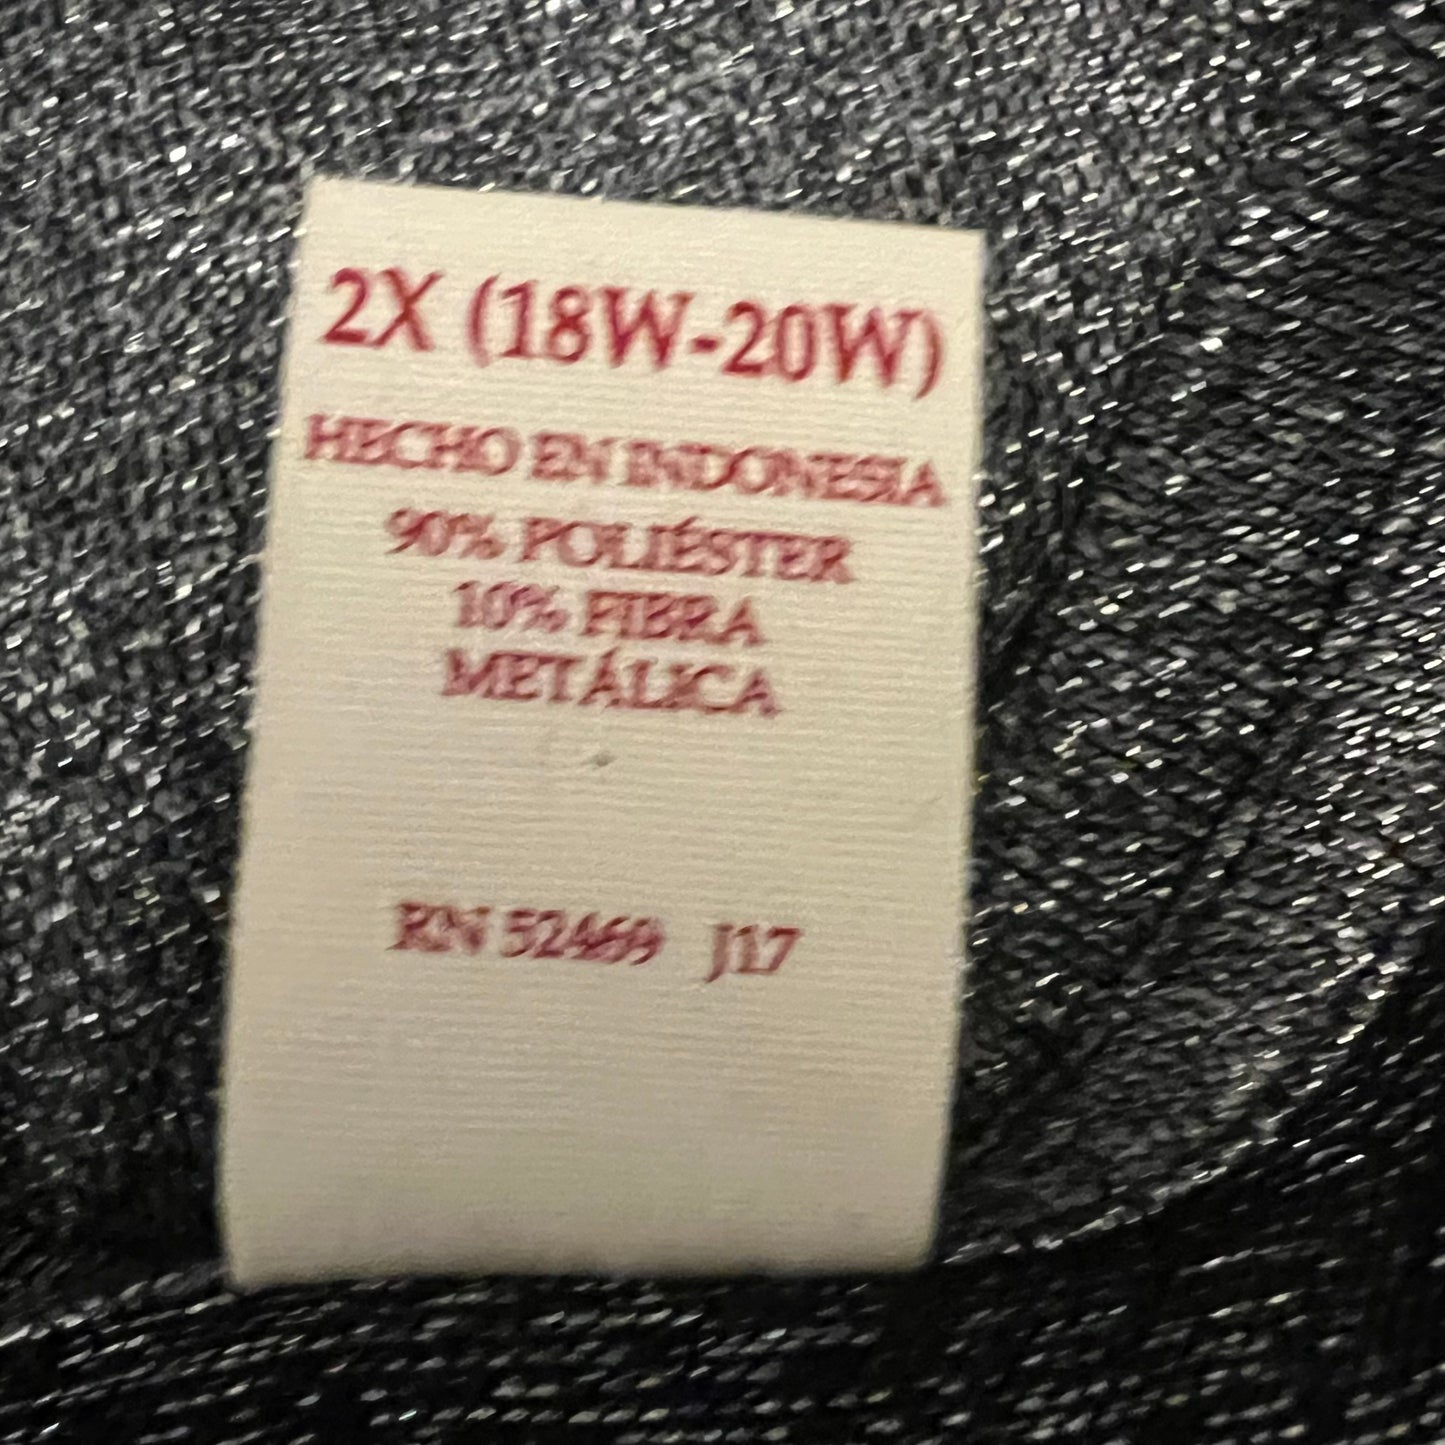 2X (18W-20W)
HECHO EN INDONESIA
90% POLIÉSTER
10% FIBRA
METÁLICA
RN 52469 J17